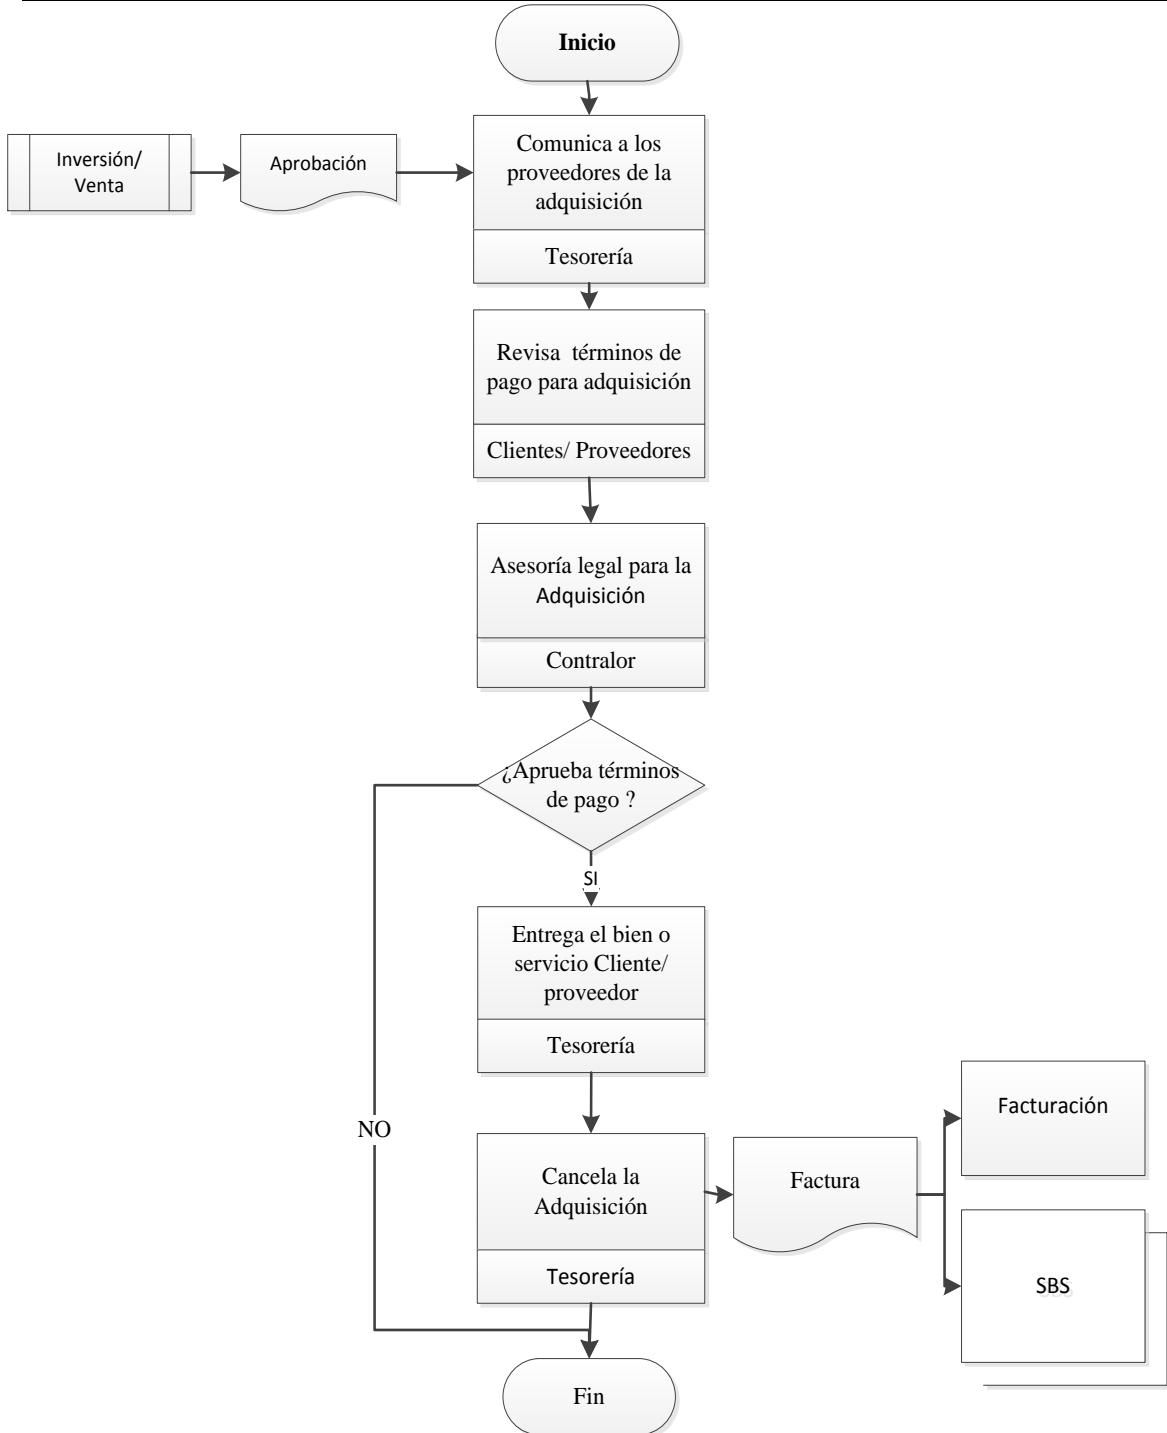 Inicio
Inversión/
Venta
Aprobación
Comunica a los
proveedores de la
adquisición
Tesorería
Revisa términos de
pago para adquisición
Clientes/ Proveedores
Asesoría legal para la
Adquisición
Contralor
¿Aprueba términos
de pago ?
SI
Entrega el bien o
servicio Cliente/
proveedor
Tesorería
NO
Cancela la
Adquisición
Tesorería
Factura
Facturación
SBS
Fin